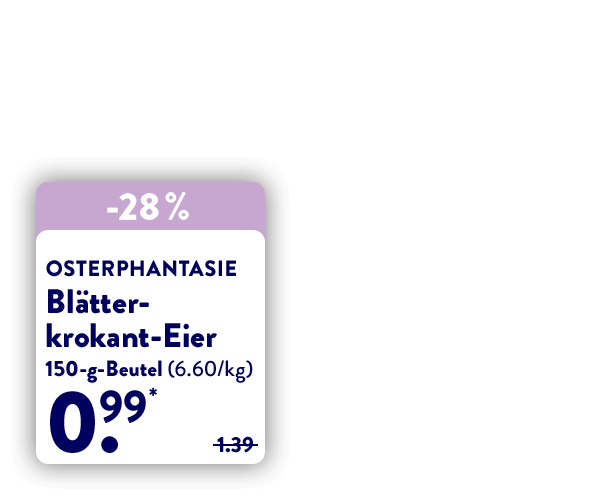 -28%
OSTERPHANTASIE
Blätter-
krokant-Eier
150-g-Beutel (6.60/kg)
0.99*
1.39